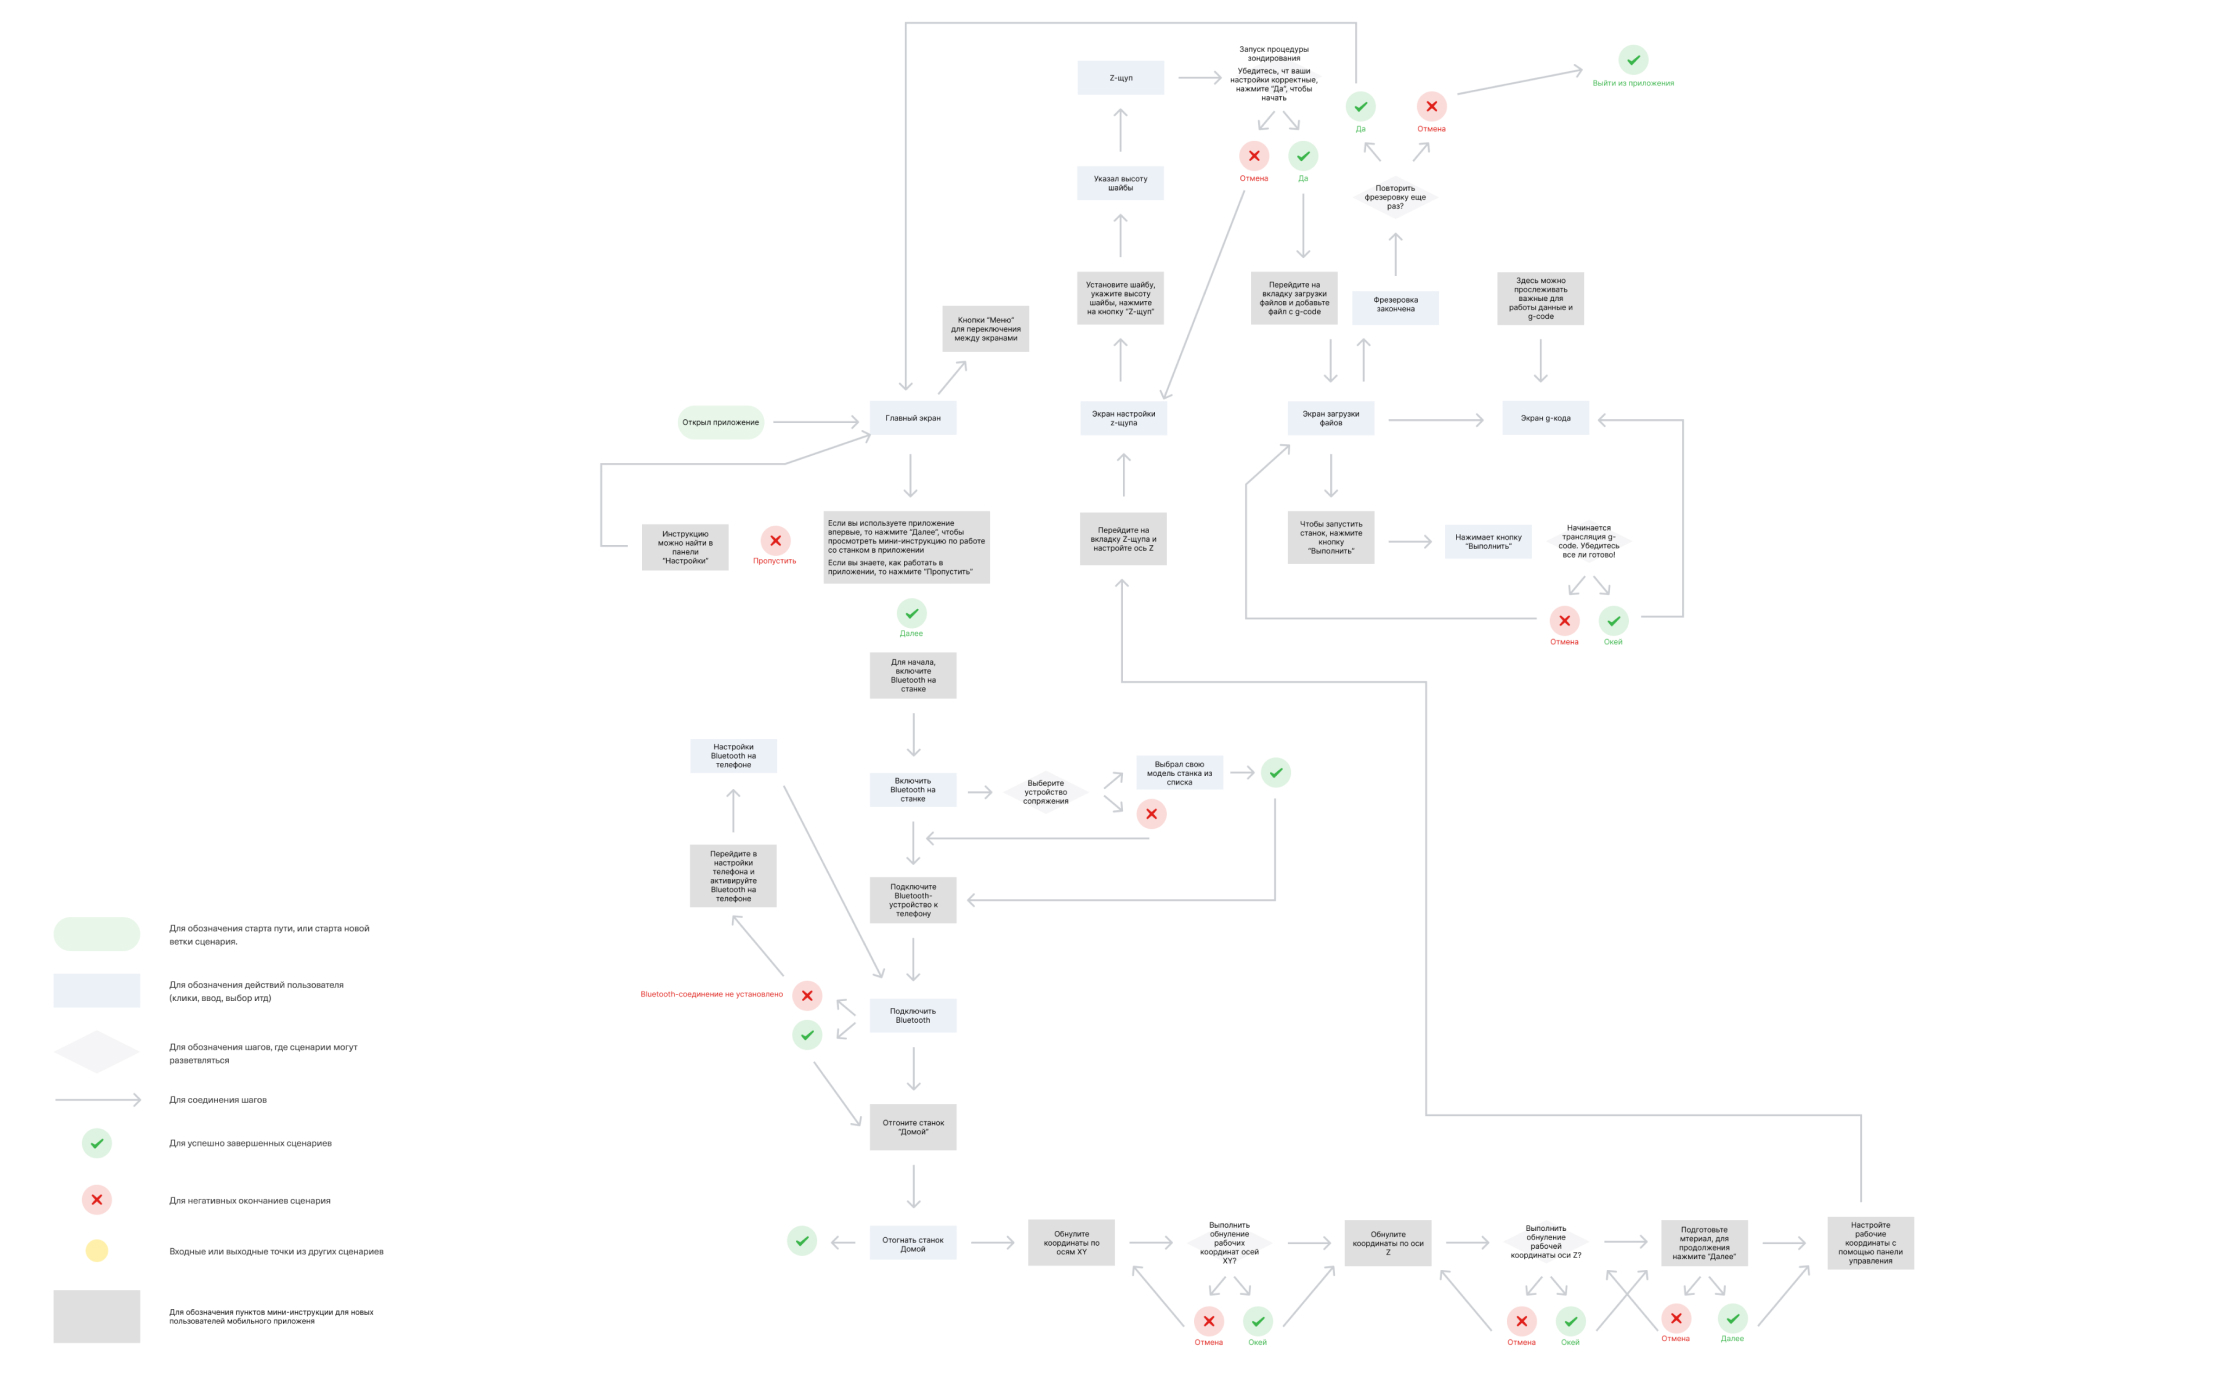 Запуск процедуры
зондирования
Убедитесь, чт ваши
настройки корректные,
нажмите "Да", чтобы
начать
Z-щуп
Выйти из приложения
Да
Отмена
Отмена
Да
Указал высоту
шайбы
Повторить
фрезеровку еще
раз?
Установите шайбу,
укажите высоту
шайбы, нажмите
на кнопку "Z-щуп"
Перейдите на
вкладку загрузки
файлов и добавьте
файл с g-code
Фрезеровка
закончена
Здесь можно
прослеживать
важные для
работы данные и
g-code
Кнопки "Меню"
для переключения
между экранами
Открыл приложение
Главный экран
Экран настройки
z-щупа
Экран загрузки
файов
Экран g-кода
Инструкцию
можно найти в
панели
"Настройки"
Пропустить
Если вы используете приложение
впервые, то нажмите "Далее", чтобы
просмотреть мини-инструкцию по работе
со станком в приложении
Если вы знаете, как работать в
приложении, то нажмите "Пропустить"
Перейдите на
вкладку Z-щупа и
настройте ось Z
Чтобы запустить
станок, нажмите
кнопку
"Выполнить"
Нажимает кнопку
"Выполнить"
Начинается
трансляция g-
code. Убедитесь
все ли готово!
Далее
Отмена
Окей
Для начала,
включите
Bluetooth на
станке
Настройки
Bluetooth на
телефоне
Включить
Bluetooth на
станке
Выберите
устройство
сопряжения
Выбрал свою
модель станка из
списка
Перейдите в
настройки
телефона и
активируйте
Bluetooth на
телефоне
Подключите
Bluetooth-
устройство к
телефону
Bluetooth-соединение не установлено
Подключить
Bluetooth
Отгоните станок
"Домой"
Отогнать станок
Домой
Обнулите
координаты по
осям XY
Выполнить
обнуление
рабочих
координат осей
XY?
Обнулите
координаты по оси
Z
Выполнить
обнуление
рабочей
координаты оси Z?
Подготовьте
мтериал, для
продолжения
нажмите "Далее"
Настройте
рабочие
координаты с
помощью панели
управления
Отмена
Окей
Отмена
Окей
Отмена
Далее
Для обозначения старта пути, или старта новой
ветки сценария.
Для обозначения действий пользователя
(клики, ввод, выбор итд)
Для обозначения шагов, где сценарии могут
разветвляться
Для соединения шагов
Для успешно завершенных сценариев
Для негативных окончаниев сценария
Входные или выходные точки из других сценариев
Для обозначения пунктов мини-инструкции для новых
пользователей мобильного приложеня